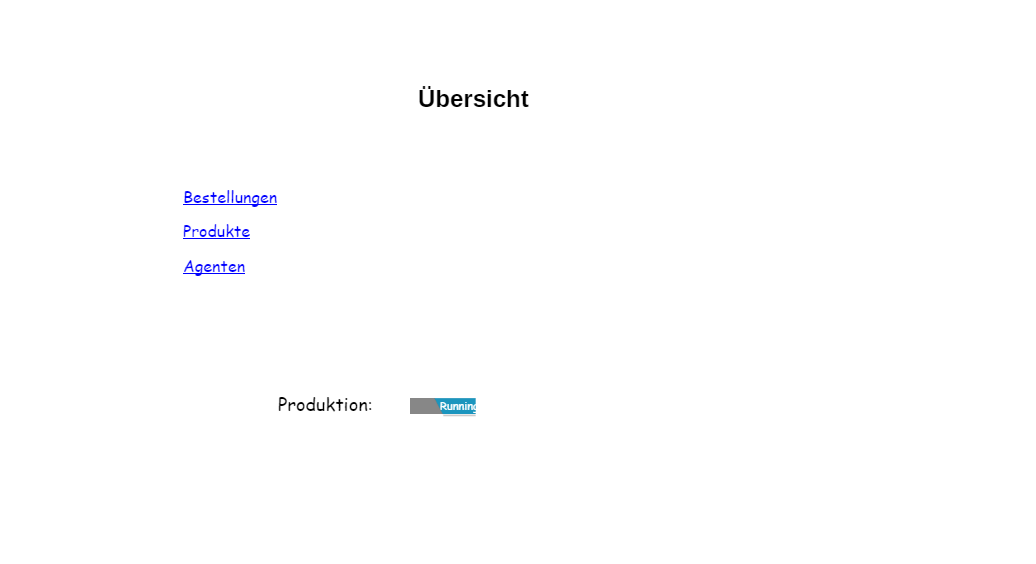 Übersicht
Bestellungen
Produkte
Agenten
Produktion: Running